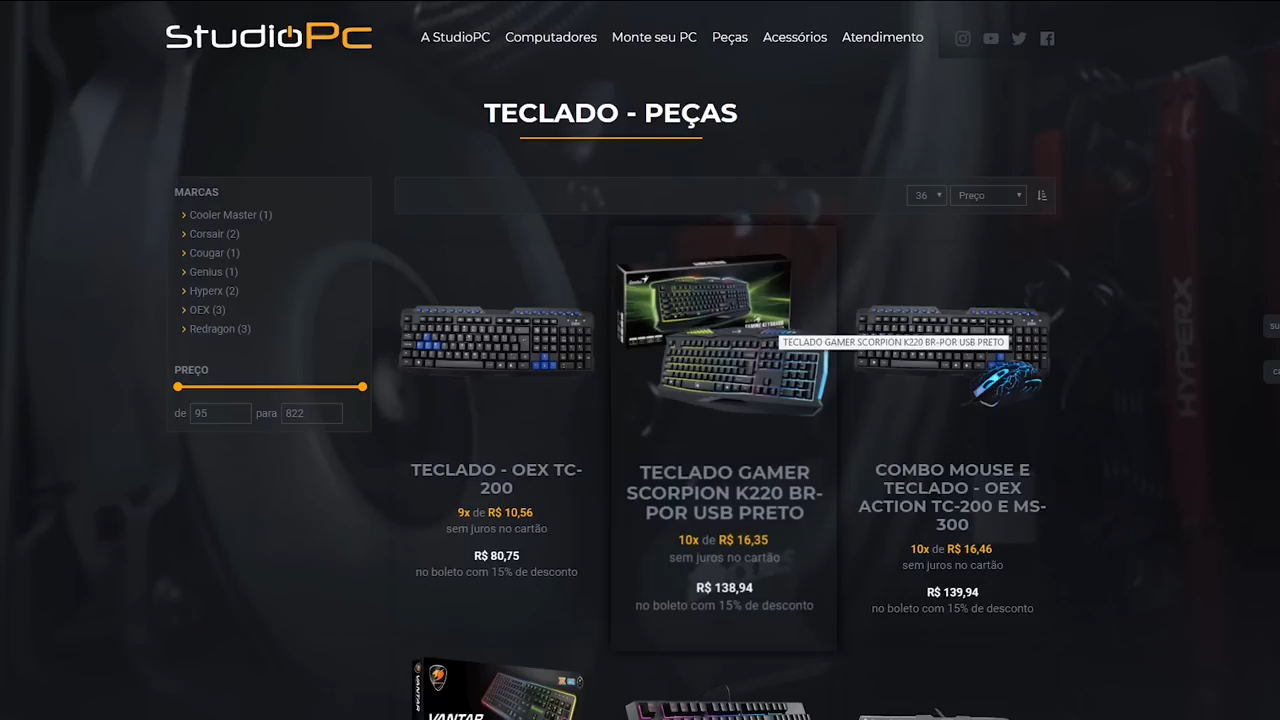 StudioPc
A StudioPC Computadores Monte seu PC Peças Acessórios Atendimento
TECLADO - PEÇAS
MARCAS
Cooler Master (1)
Corsair (2)
Cougar (1)
Genius (1)
Hyperx (2)
OEX (3)
Redragon (3)
PREÇO
de 95 para 822
36 Preço
TECLADO GAMER SCORPION K220 BR-POR USB PRETO
TECLADO - OEX TC-
200
9x de R$ 10,56
sem juros no cartão
R$ 80,75
no boleto com 15% de desconto
TECLADO GAMER
SCORPION K220 BR-
POR USB PRETO
10x de R$ 16,35
sem juros no cartão
R$ 138,94
no boleto com 15% de desconto
COMBO MOUSE E
TECLADO - OEX
ACTION TC-200 E MS-
300
10x de R$ 16,46
sem juros no cartão
R$ 139,94
no boleto com 15% de desconto
HYPERX
VANTAR
su
ca